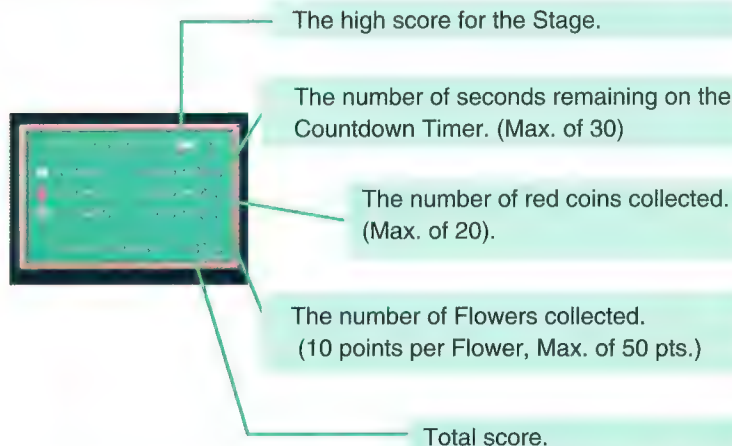 The high score for the Stage.
The number of seconds remaining on the
Countdown Timer. (Max. of 30)
The number of red coins collected.
(Max. of 20).
The number of Flowers collected.
(10 points per Flower, Max. of 50 pts.)
Total score.